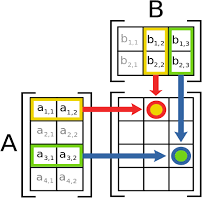 B
b1,1 b1,2 b1,3
b2,1 b2,2 b2,3
A
a1,1 a1,2
a2,1 a2,2
a3,1 a3,2
a4,1 a4,2